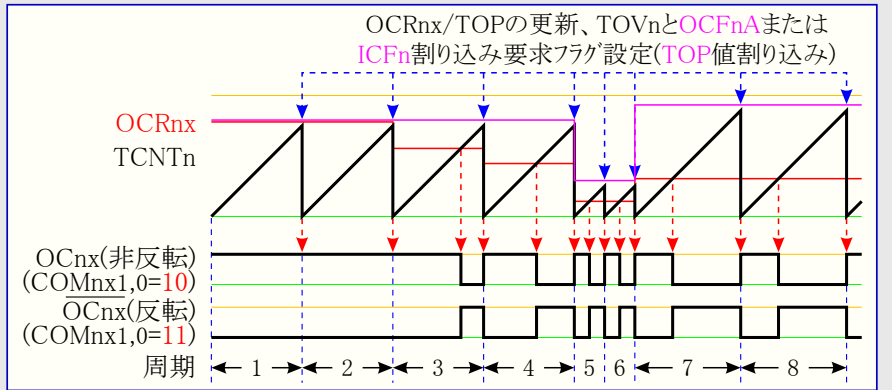 OCRnx/TOPの更新、TOVnとOCFnAまたは
ICFn割り込み要求フラグ設定(TOP値割り込み)
OCRnx
TCNTn
OCnx(非反転)
(COMnx1,0=10)
OCnx(反転)
(COMnx1,0=11)
周期 1 2 3 4 5 6 7 8